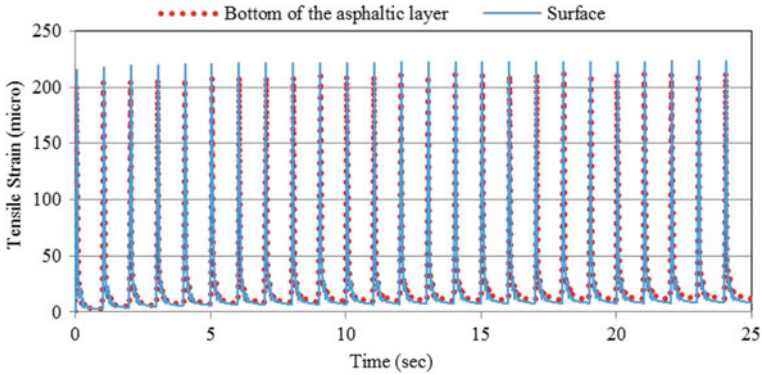 Bottom of the asphaltic layer Surface
250
200
150
100
50
0
Tensile Strain (micro)
0 5 10 15 20 25
Time (sec)